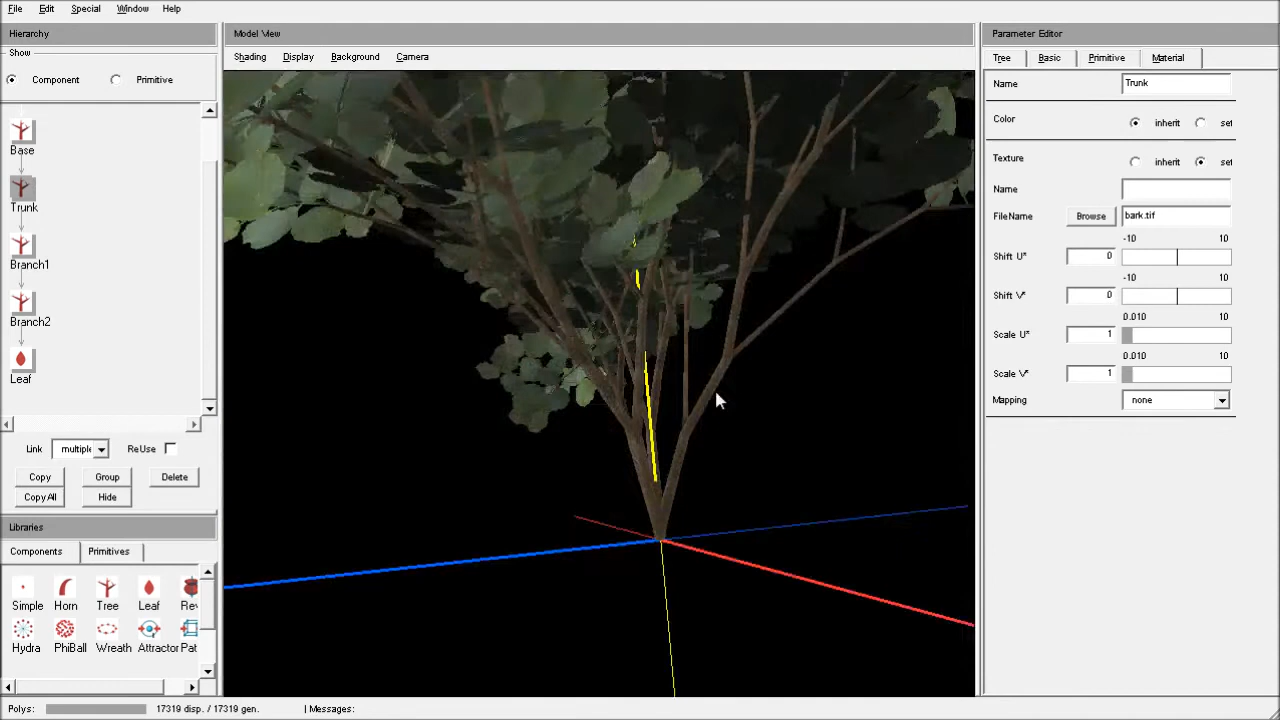 File Edit Special Window Help
Hierarchy
Show
Component Primitive
Base
Trunk
Branch1
Branch2
Leaf
Link multiple ReUse
Copy Group Delete
CopyAll Hide
Libraries
Components Primitives
Simple Horn Tree Leaf Rev
Hydra PhiBall Wreath Attractor Pat
Model View
Shading Display Background Camera
Parameter Editor
Tree Basic Primitive Material
Name Trunk
Color inherit set
Texture inherit set
Name
FileName Browse bark.tif
-10 10
Shift U* 0
-10 10
Shift V* 0
0.010 10
Scale U* 1
0.010 10
Scale V* 1
Mapping none
Polys: 17319 disp. / 17319 gen. | Messages: